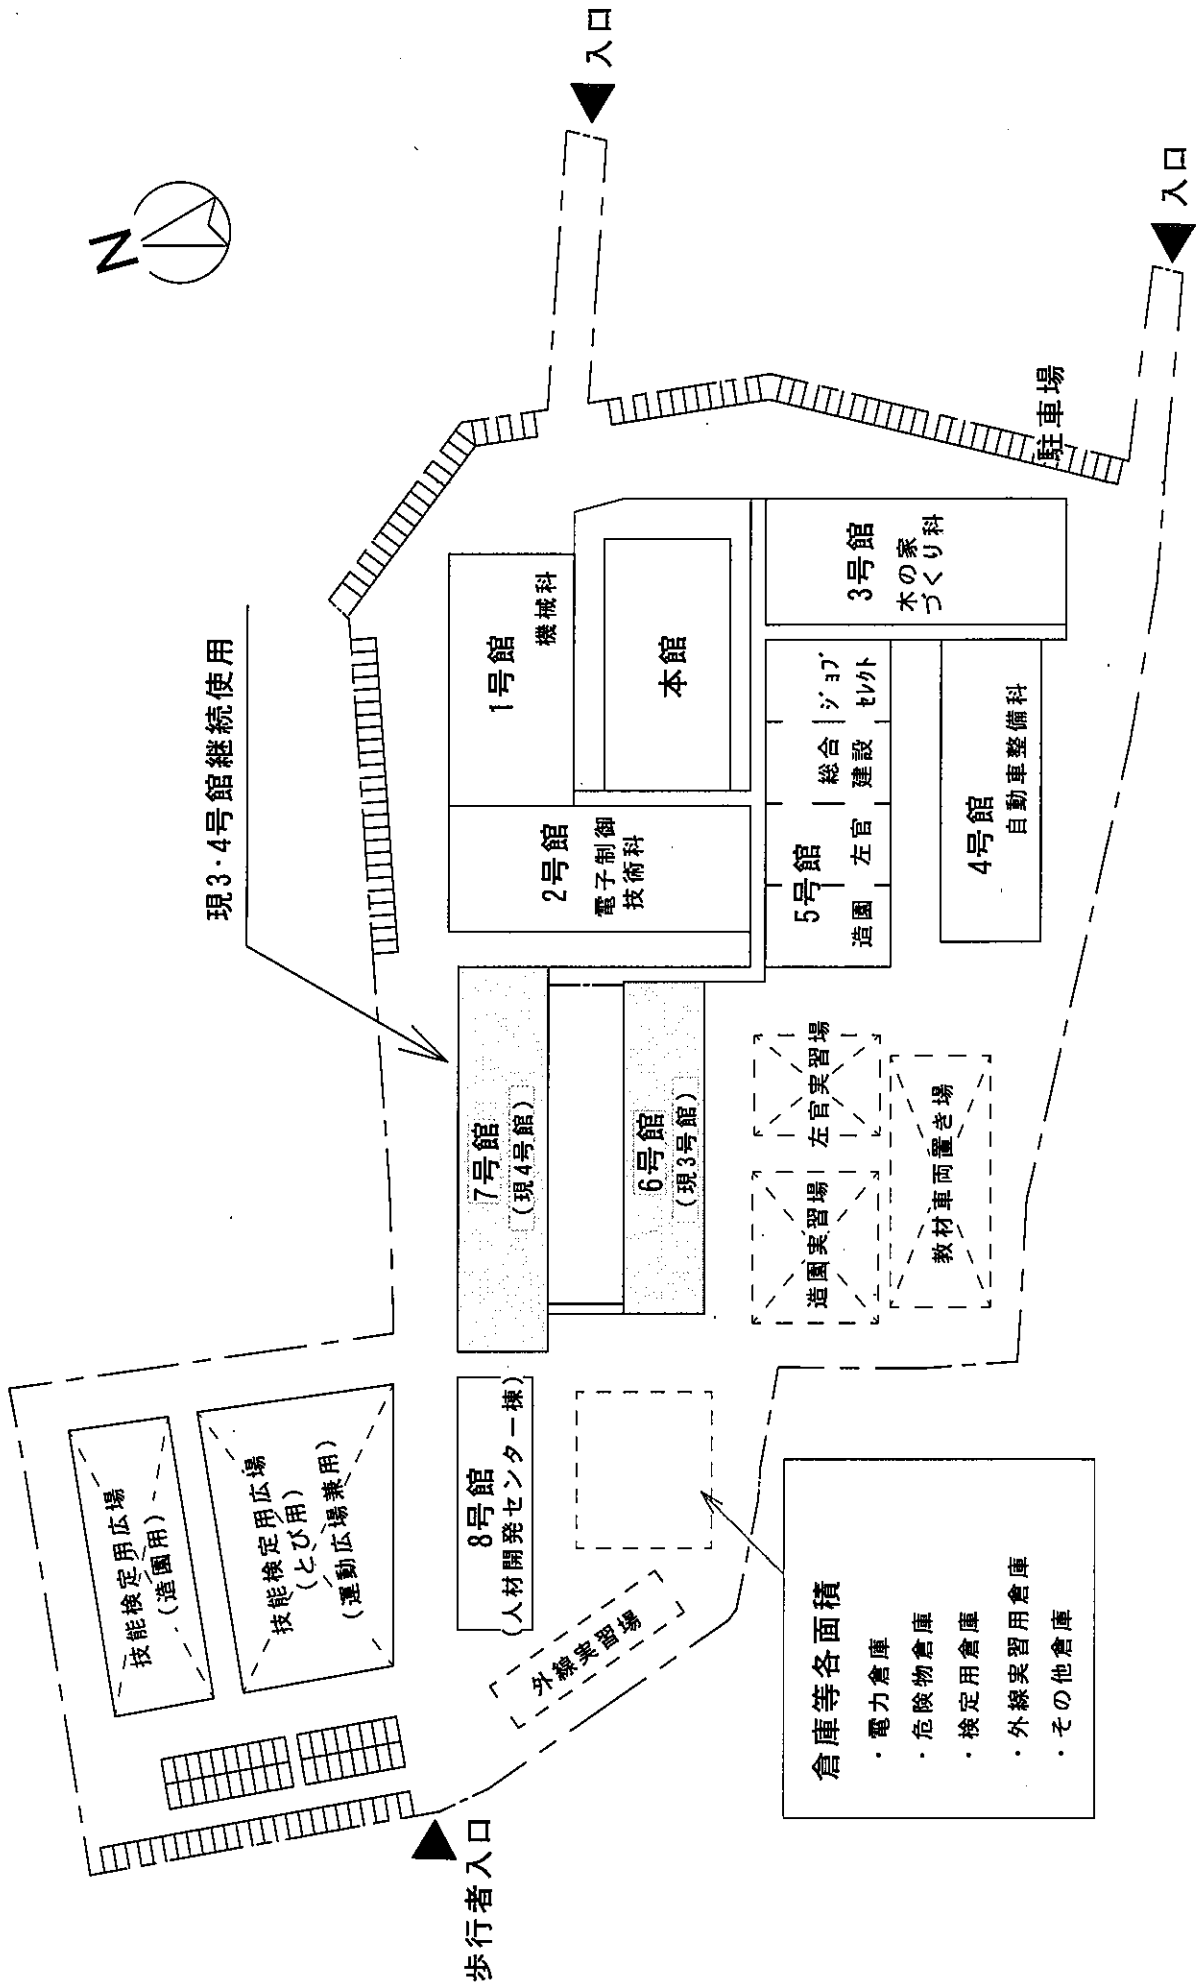 N
現3・4号館継続使用
入口
入口
駐車場
1号館
機械科
本館
2号館
電子制御
技術科
3号館
木の家
づくり科
5号館
造園
左官
総合
建設
ジョブ
セレクト
4号館
自動車整備科
7号館
(現4号館)
6号館
(現3号館)
左官実習場
造園実習場
教材車両置き場
8号館
(人材開発センター棟)
技能検定用広場
(造園用)
技能検定用広場
(とび用)
(運動広場兼用)
外線実習場
歩行者入口
倉庫等各面積
・電力倉庫
・危険物倉庫
・検定用倉庫
・外線実習用倉庫
・その他倉庫